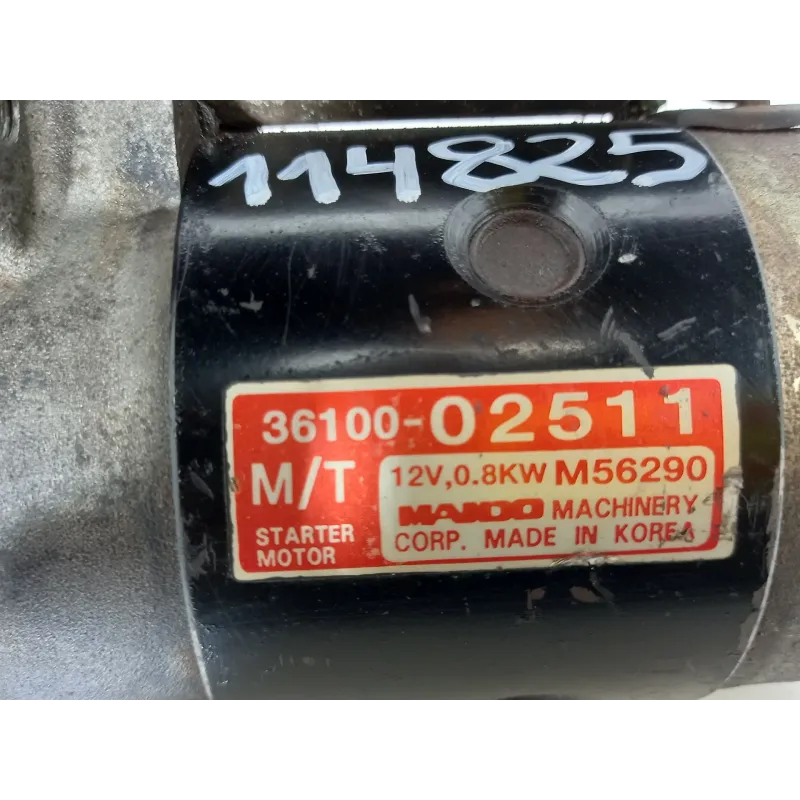 114825
36100-02511
M/T
12V, 0.8KW M56290
MANDO MACHINERY
STARTER
CORP. MADE IN KOREA
MOTOR